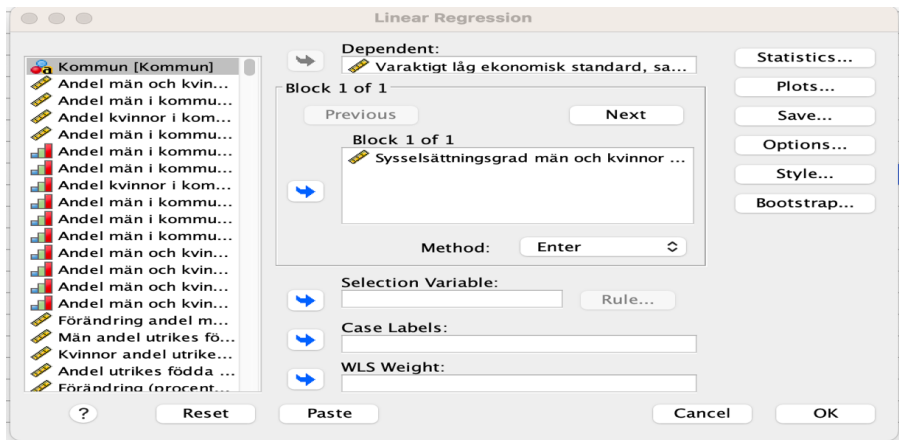 Linear Regression
Kommun [Kommun]
Andel män och kvin...
Andel män i kommu...
Andel kvinnor i kom...
Andel män i kommu...
Andel män i kommu...
Andel män i kommu...
Andel kvinnor i kom...
Andel män i kommu...
Andel män i kommu...
Andel män i kommu...
Andel män och kvin...
Andel män och kvin...
Andel män och kvin...
Andel män och kvin...
Förändring andel m...
Män andel utrikes fö...
Kvinnor andel utrike...
Andel utrikes födda ...
Förändring (procent...
Dependent:
Varaktigt låg ekonomisk standard, sa...
Block 1 of 1
Previous
Next
Block 1 of 1
Sysselsättningsgrad män och kvinnor ...
Method:
Enter
Selection Variable:
Rule...
Case Labels:
WLS Weight:
Statistics...
Plots...
Save...
Options...
Style...
Bootstrap...
?
Reset
Paste
Cancel
OK